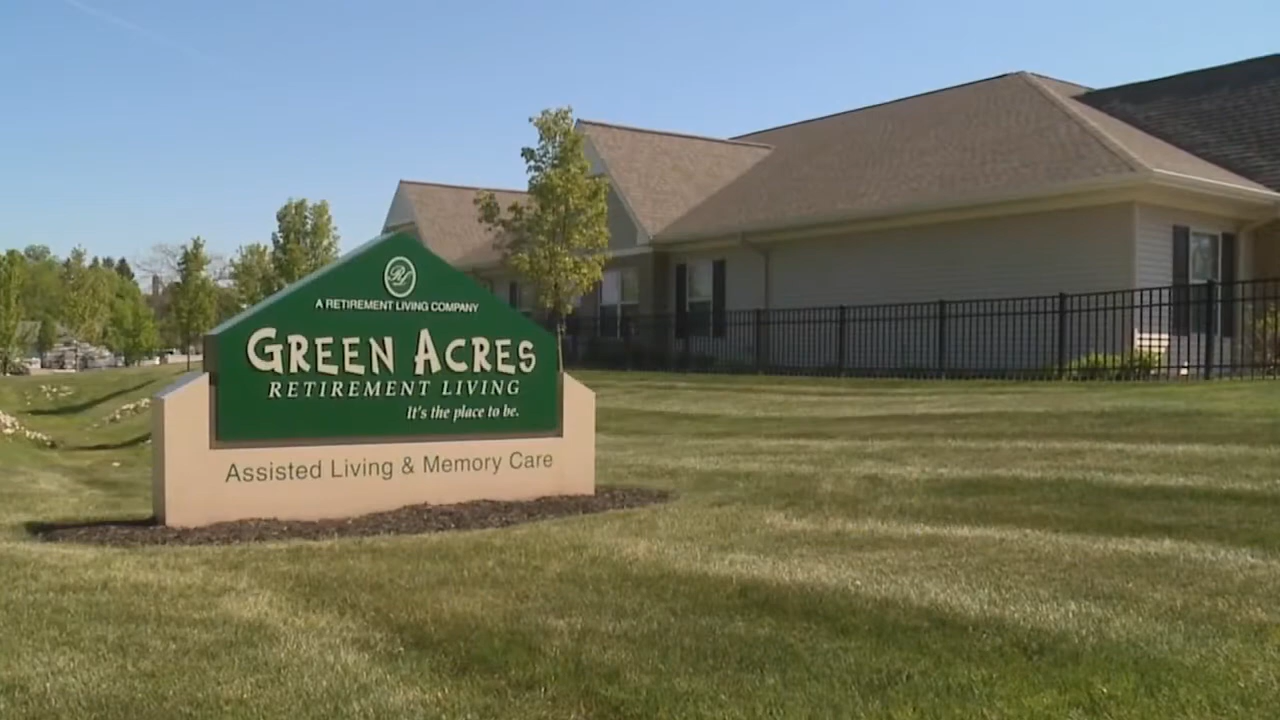 RL
A RETIREMENT LIVING COMPANY
GREEN ACRES
RETIREMENT LIVING
It's the place to be.
Assisted Living & Memory Care